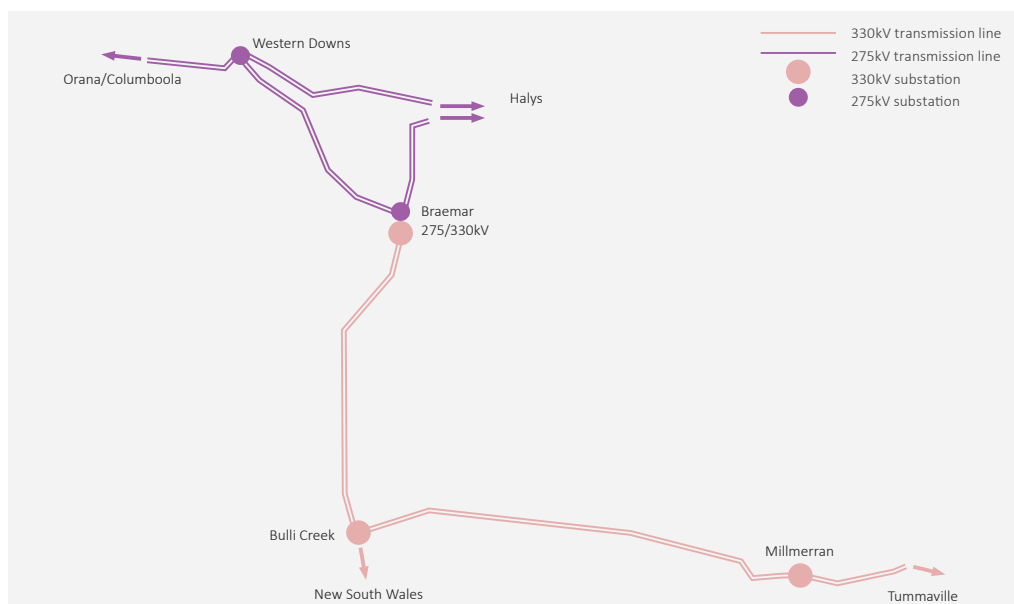 Western Downs
Orana/Columboola
Halys
330kV transmission line
275kV transmission line
330kV substation
275kV substation
Braemar
275/330kV
Bulli Creek
New South Wales
Millmerran
Tummaville